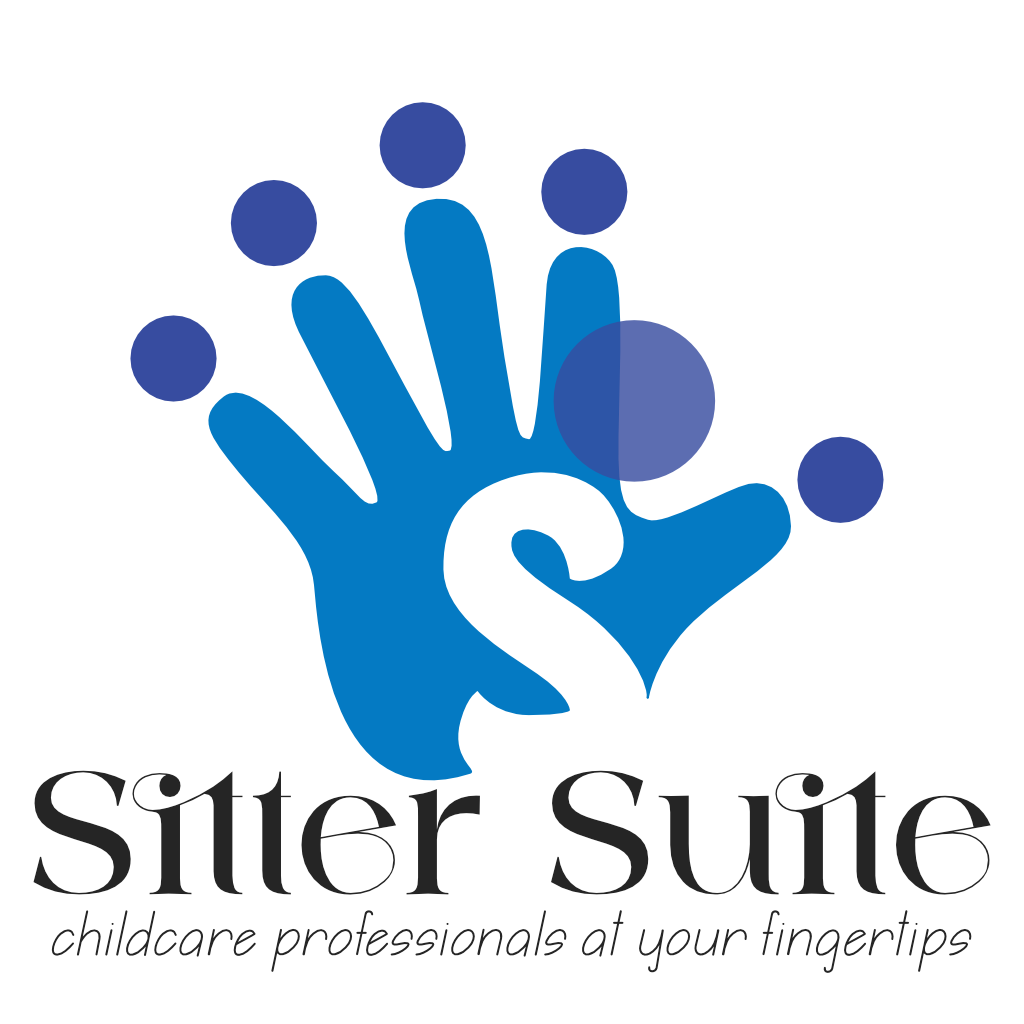 S
Sitter Suite
childcare professionals at your fingertips